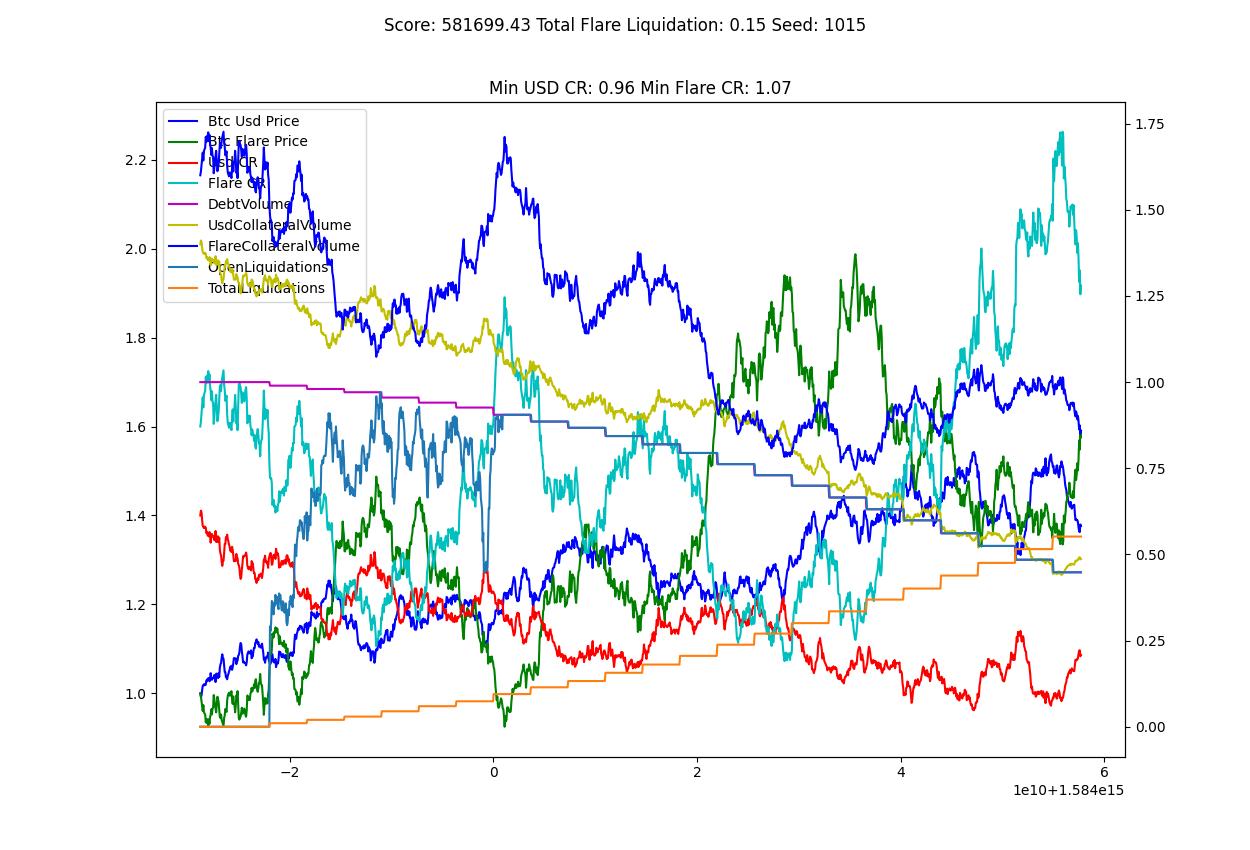 Score: 581699.43 Total Flare Liquidation: 0.15 Seed: 1015
Min USD CR: 0.96 Min Flare CR: 1.07
Btc Usd Price
Btc Flare Price
Usd CR
Flare CR
DebtVolume
UsdCollateralVolume
FlareCollateralVolume
OpenLiquidations
TotalLiquidations
2.2
2.0
1.8
1.6
1.4
1.2
1.0
1.75
1.50
1.25
1.00
0.75
0.50
0.25
0.00
−2
0
2
4
6
1e10+1.584e15